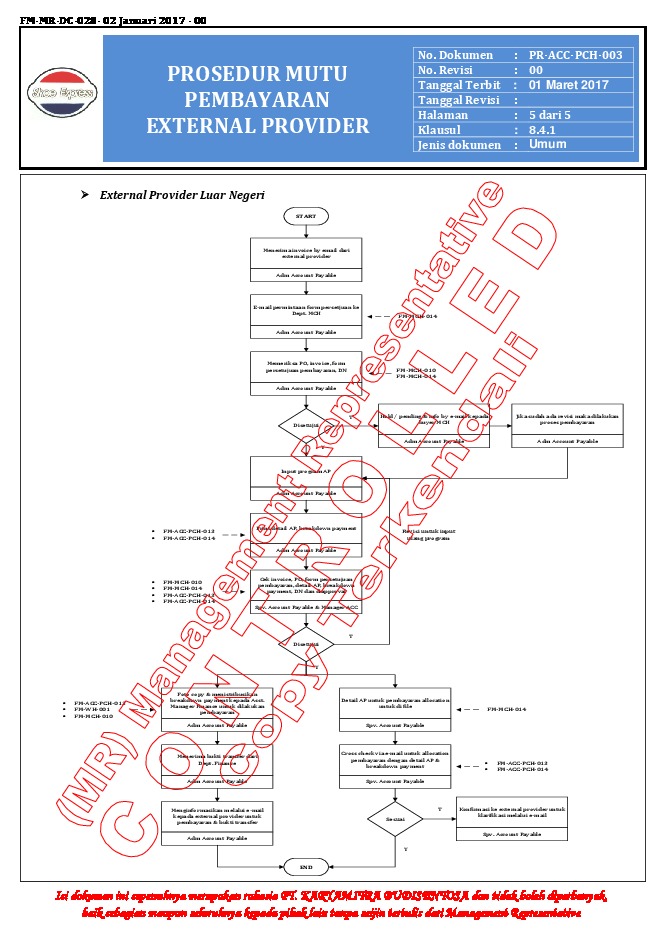 FM-MR-DC-028- 02 Januari 2017 - 00
Shoe Express
PROSEDUR MUTU
PEMBAYARAN
EXTERNAL PROVIDER
No. Dokumen : PR-ACC-PCH-003
No. Revisi : 00
Tanggal Terbit : 01 Maret 2017
Tanggal Revisi :
Halaman : 5 dari 5
Klausul : 8.4.1
Jenis dokumen : Umum
➢ External Provider Luar Negeri
START
Menerima invoice by email dari
external provider
Adm Account Payable
E-mail permintaan form persetujuan ke
Dept. MCH
Adm Account Payable
FM-MCH-014
Memeriksa PO, invoice, form
persetujuan pembayaran, DN
Adm Account Payable
FM-MCH-010
FM-MCH-014
Disetujui
T
Hold / pending & info by e-mail kepada
buyer MCH
Adm Account Payable
Jika sudah ada revisi maka dilakukan
proses pembayaran
Adm Account Payable
Input program AP
Adm Account Payable
• FM-ACC-PCH-013
• FM-ACC-PCH-014
Print detail AP, breakdown payment
Adm Account Payable
Revisi untuk input
ulang program
• FM-MCH-010
• FM-MCH-014
• FM-ACC-PCH-013
• FM-ACC-PCH-014
Cek invoice, PO, form persetujuan
pembayaran, detail AP, breakdown
payment, DN dan approval
Spv. Account Payable & Manager ACC
Disetujui
T
Y
• FM-ACC-PCH-013
• FM-WH-001
• FM-MCH-010
Foto copy & menistribusikan
breakdown payment kepada Asst.
Manager finance untuk dilakukan
pembayaran
Adm Account Payable
Detail AP untuk pembayaran allocation
untuk di file
Spv. Account Payable
FM-MCH-014
Menerima bukti transfer dari
Dept. Finance
Adm Account Payable
Cross check via e-mail untuk allocation
pembayaran dengan detail AP &
breakdown payment
Spv. Account Payable
• FM-ACC-PCH-013
• FM-ACC-PCH-014
Menginformasikan melalui e-mail
kepada external provider untuk
pembayaran & bukti transfer
Adm Account Payable
Sesuai
T
Konfirmasi ke external provider untuk
klarifikasi melalui e-mail
Spv. Account Payable
Y
END
(MR) Management Representative
CONTROLLED
Copy Terkendali
Isi dokumen ini sepenuhnya merupakan rahasia PT. KARYAMITRA BUDISENTOSA dan tidak boleh diperbanyak,
baik sebagian maupun seluruhnya kepada pihak lain tanpa seijin tertulis dari Management Representative